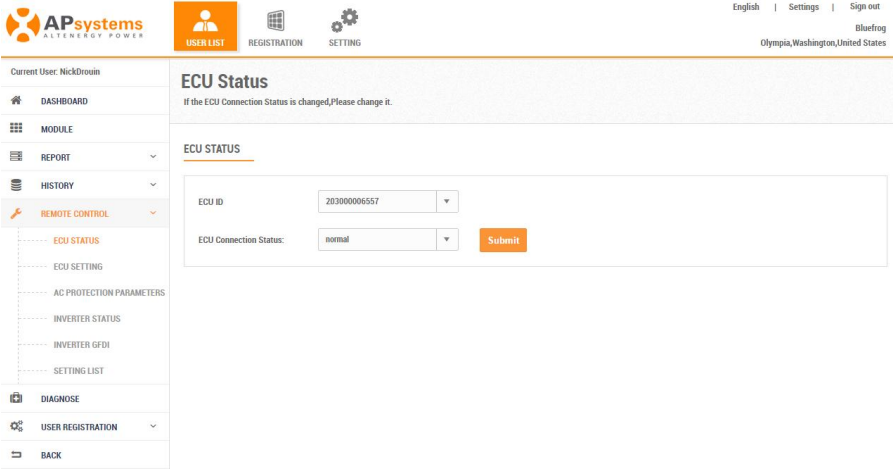 English | Settings | Sign out
APsystems
ALTENERGY POWER
USER LIST
REGISTRATION
SETTING
Bluefrog
Olympia,Washington,United States
Current User: NickDrouin
DASHBOARD
MODULE
REPORT
HISTORY
REMOTE CONTROL
ECU STATUS
ECU SETTING
AC PROTECTION PARAMETERS
INVERTER STATUS
INVERTER GFDI
SETTING LIST
DIAGNOSE
USER REGISTRATION
BACK
ECU Status
If the ECU Connection Status is changed,Please change it.
ECU STATUS
ECU ID 203000006557
ECU Connection Status: normal Submit